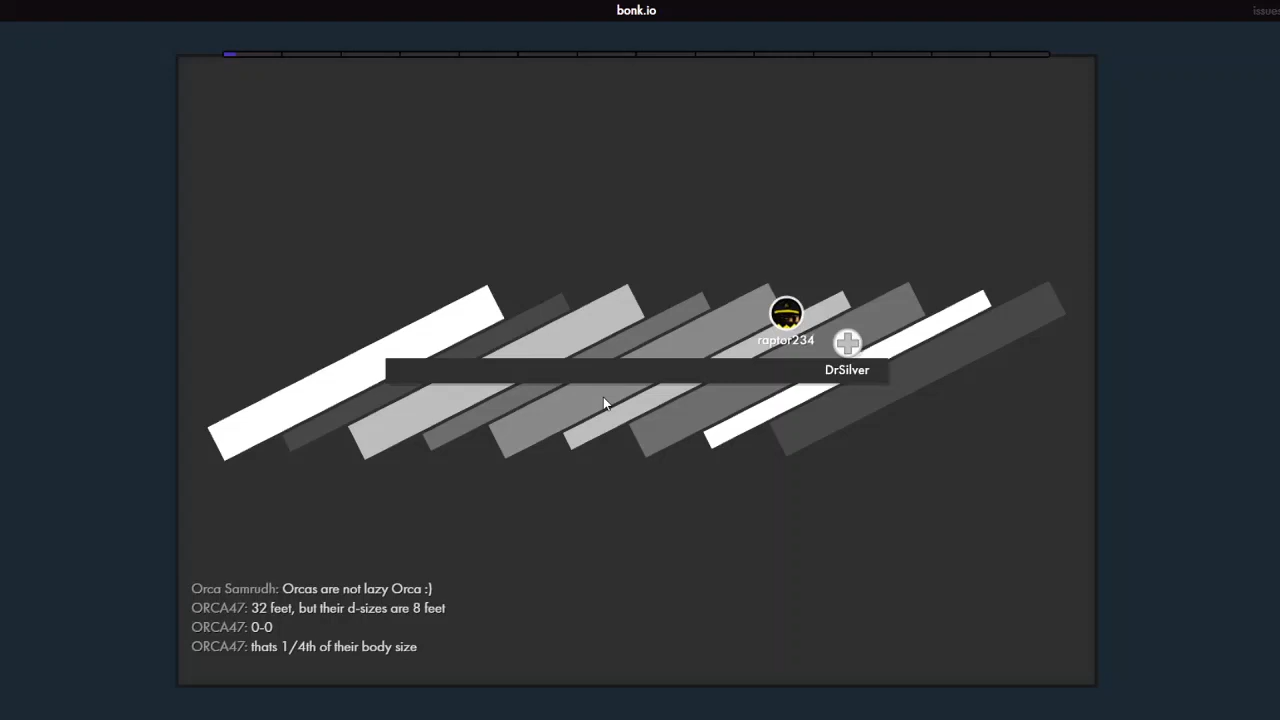 bonk.io
issues
raptor234
DrSilver
Orca Samrudh: Orcas are not lazy Orca :)
ORCA47: 32 feet, but their d-sizes are 8 feet
ORCA47: 0-0
ORCA47: thats 1/4th of their body size